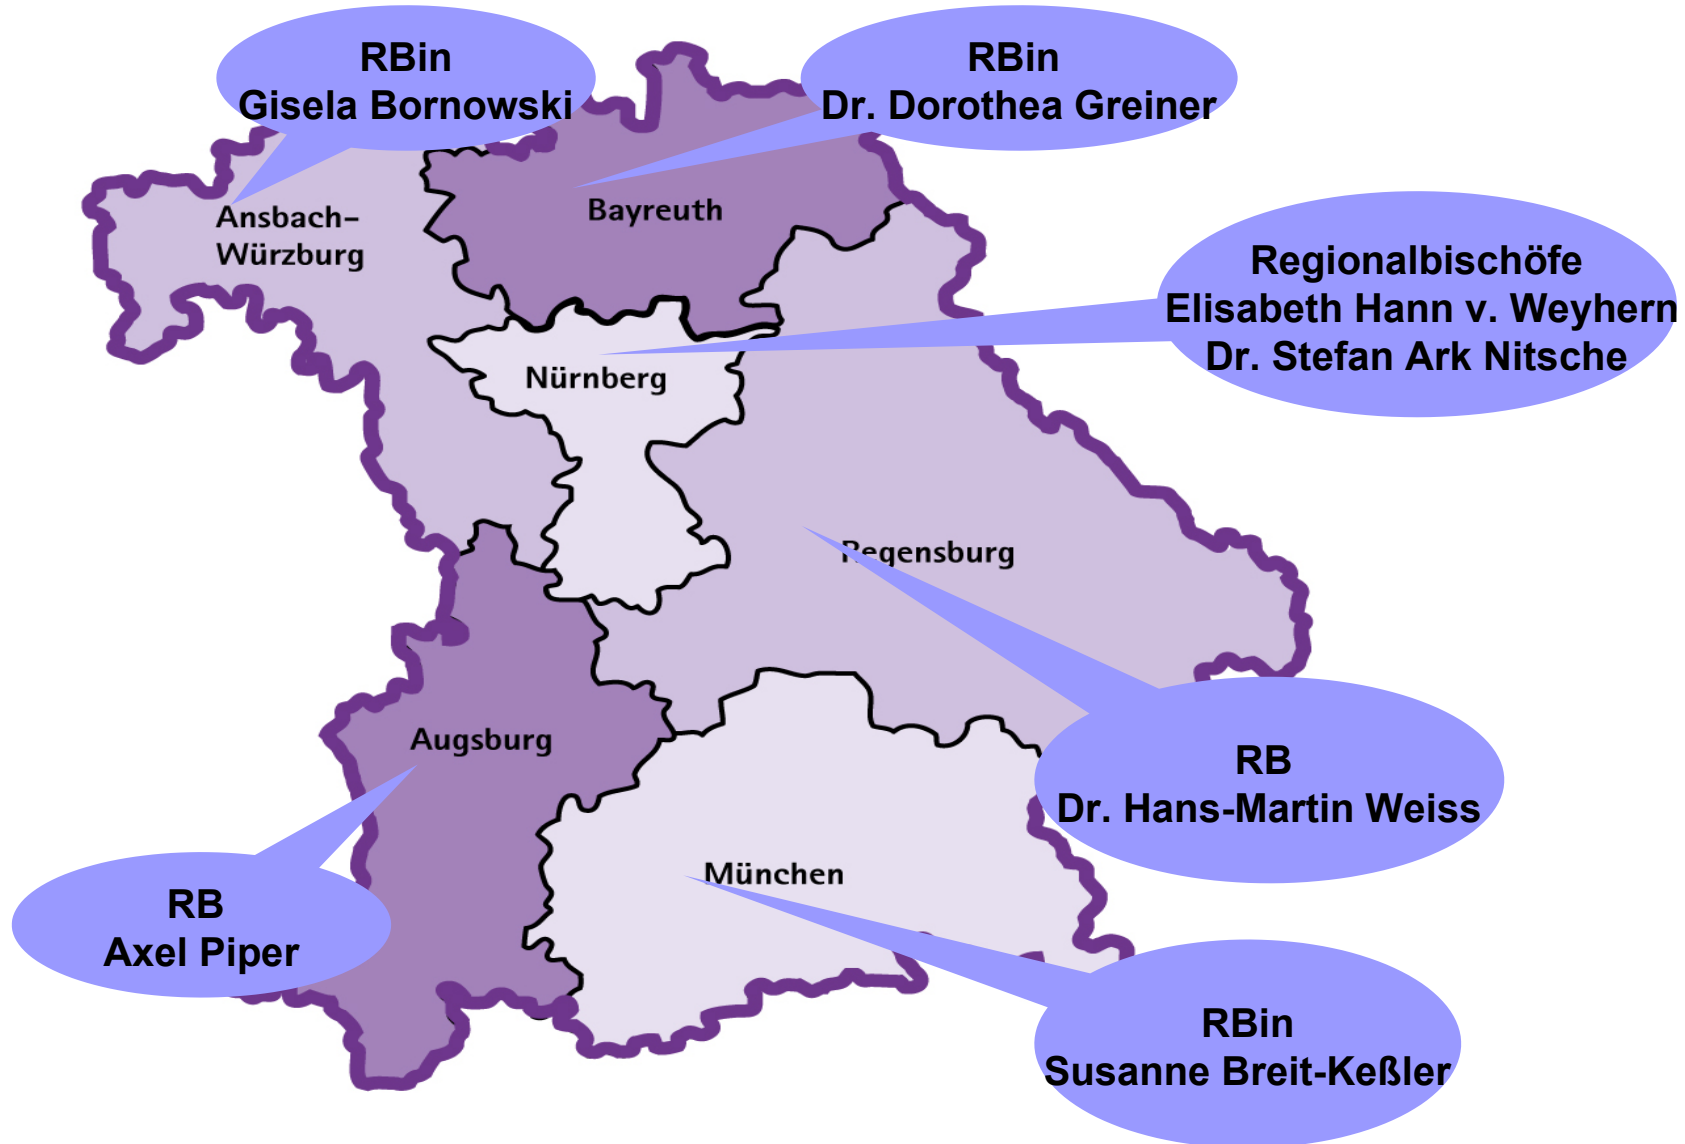 RBin
Gisela Bornowski
RBin
Dr. Dorothea Greiner
Ansbach-
Würzburg
Bayreuth
Regionalbischöfe
Elisabeth Hann v. Weyhern
Dr. Stefan Ark Nitsche
Nürnberg
Regensburg
Augsburg
RB
Dr. Hans-Martin Weiss
München
RB
Axel Piper
RBin
Susanne Breit-Keßler